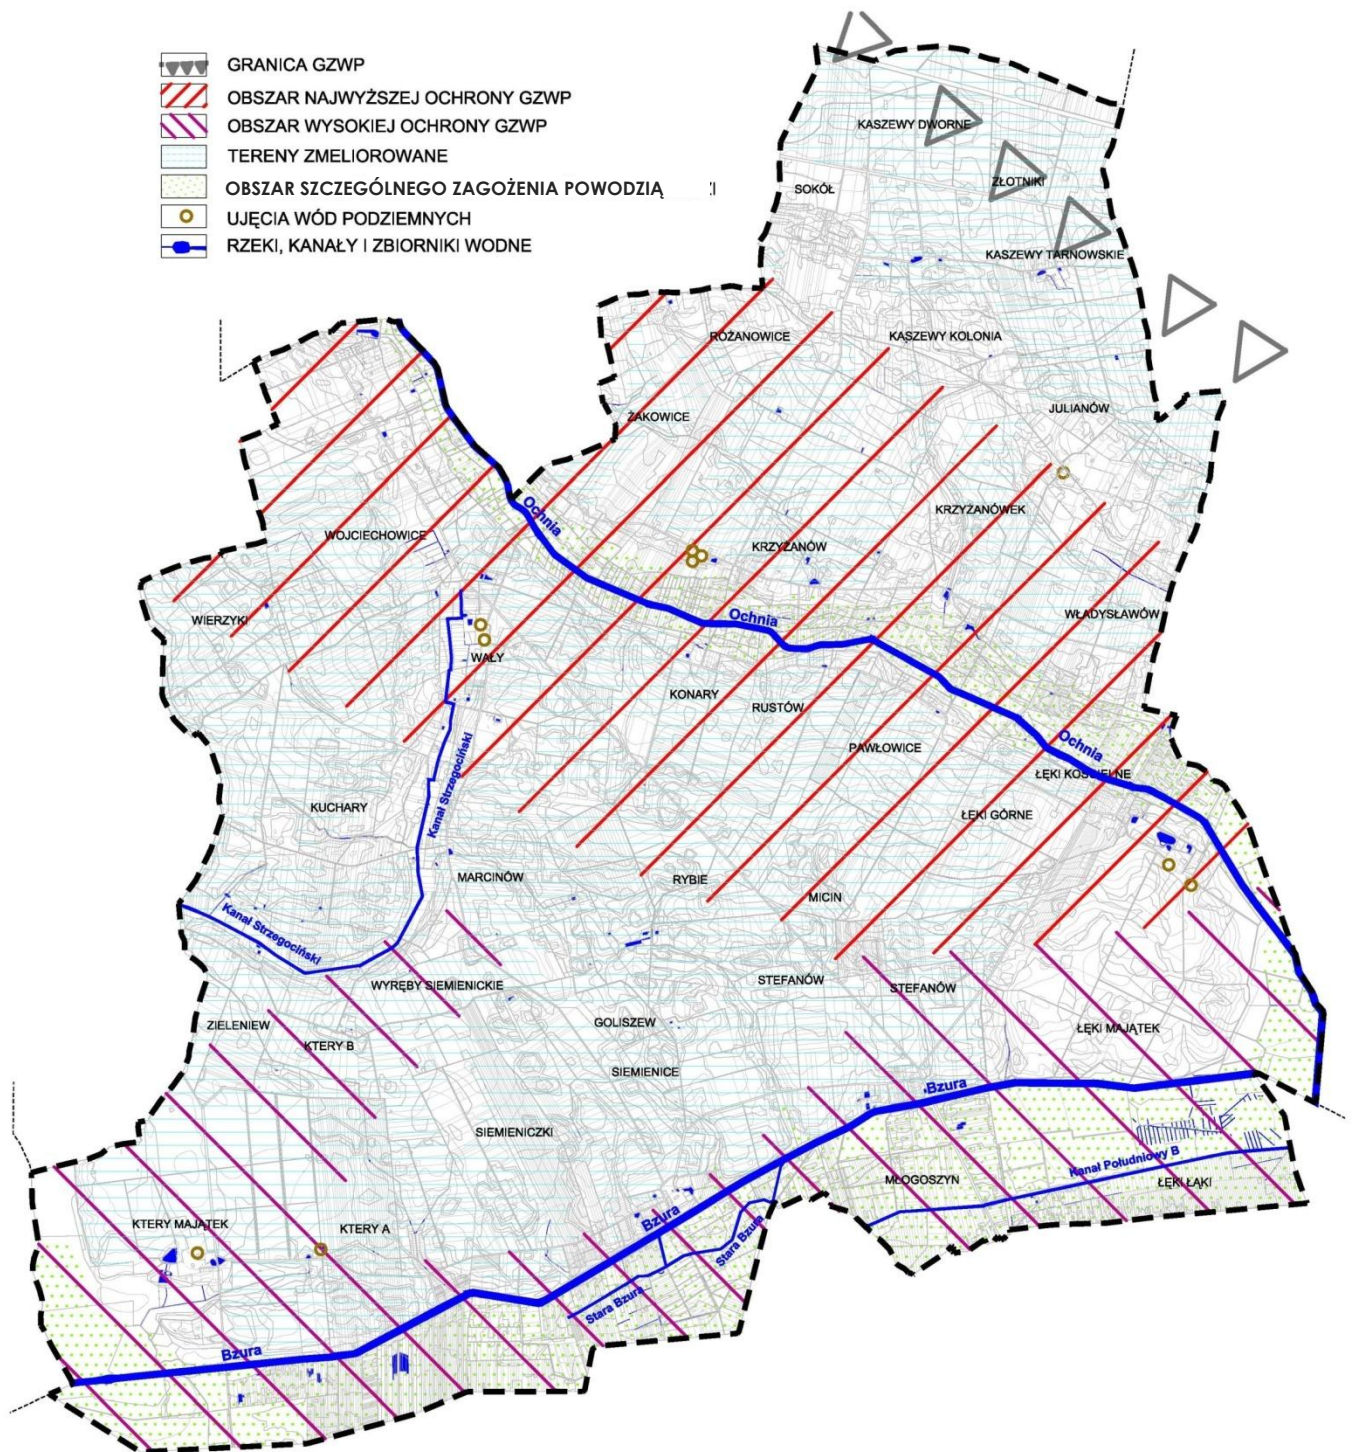 GRANICA GZWP
OBSZAR NAJWYŻSZEJ OCHRONY GZWP
OBSZAR WYSOKIEJ OCHRONY GZWP
TERENY ZMELIOROWANE
OBSZAR SZCZEGÓLNEGO ZAGOŻENIA POWODZIĄ
UJĘCIA WÓD PODZIEMNYCH
RZEKI, KANAŁY I ZBIORNIKI WODNE
KASZEWY DWORNE
ZŁOTNIKI
SOKÓŁ
KASZEWY TARNOWSKIE
ROŻANOWICE
KASZEWY KOLONIA
ŻAKOWICE
JULIANÓW
Ochnia
KRZYŻANÓWEK
WOJCIECHOWICE
KRZYŻANÓW
WIERZYKI
Ochnia
WŁADYSŁAWÓW
WAŁY
KONARY
RUSTÓW
PAWŁOWICE
Ochnia
ŁĘKI KOŚCIELNE
Kanał Strzegociński
KUCHARY
ŁĘKI GÓRNE
MARCINÓW
RYBIE
MICIN
Kanał Strzegociński
WYRĘBY SIEMIENICKIE
STEFANÓW
STEFANÓW
ZIELENIEW
GOLISZEW
ŁĘKI MAJĄTEK
KTERY B
SIEMIENICE
Bzura
SIEMIENICZKI
Kanał Południowy B
MŁOGOSZYN
ŁĘKI ŁĄKI
KTERY MAJĄTEK
KTERY A
Bzura
Stara Bzura
Stara Bzura
Bzura